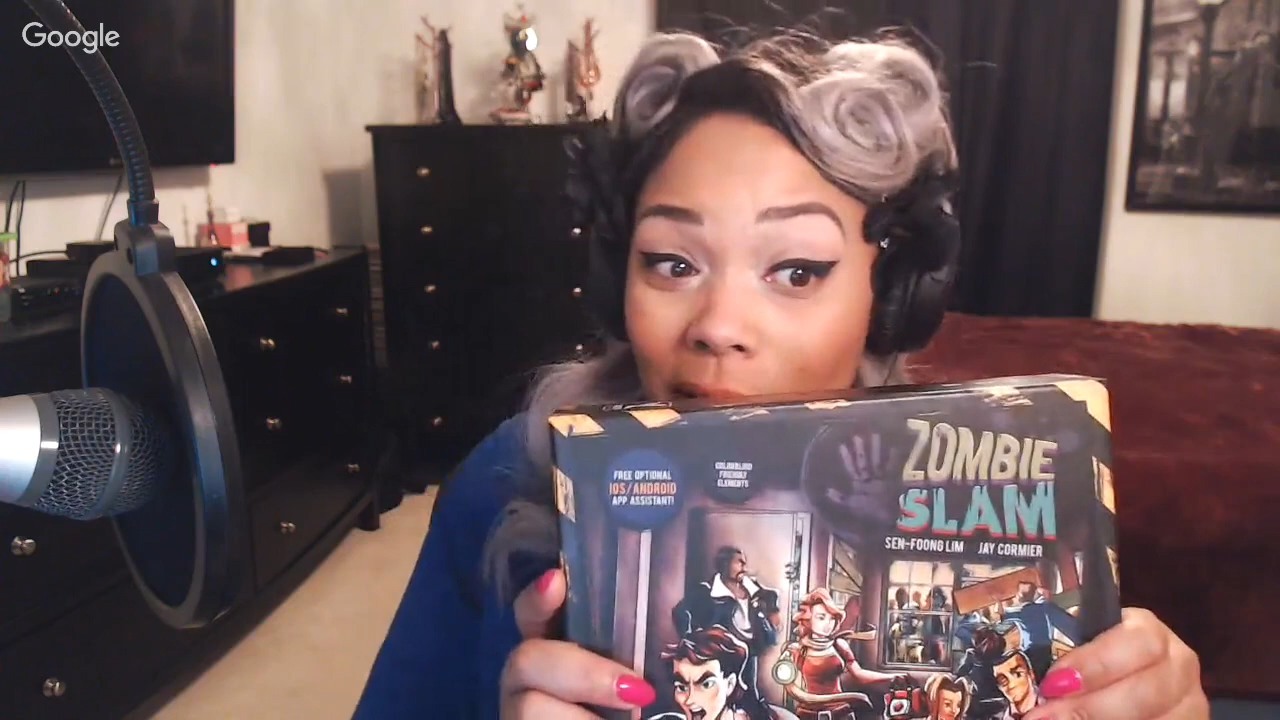 Google
ZOMBIE
SLAM
SEN-FOONG LIM JAY CORMIER
FREE OPTIONAL
IOS/ANDROID
APP ASSISTANT!
COLORBLIND
FRIENDLY
ELEMENTS